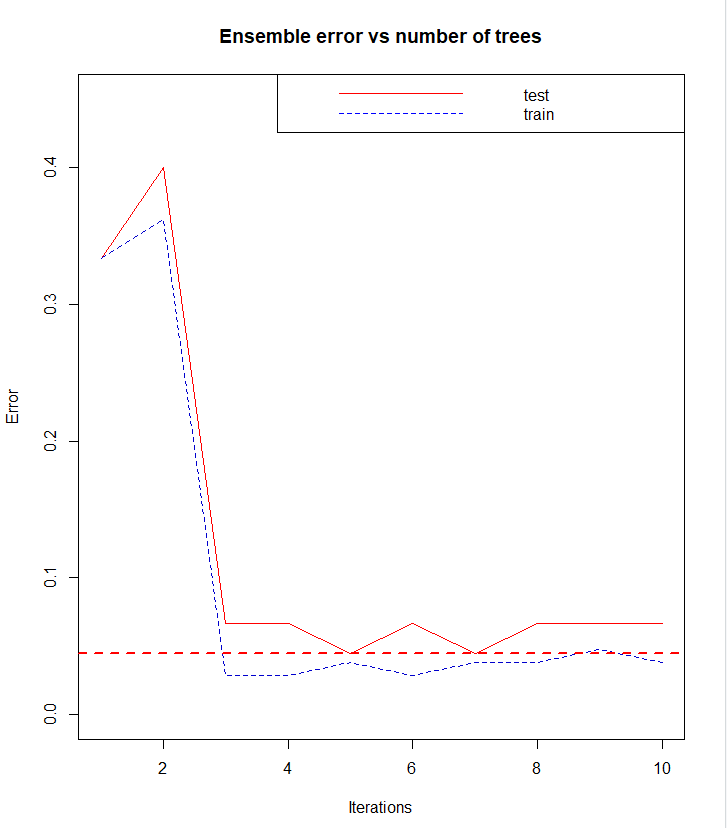 Ensemble error vs number of trees
test
train
0.4
0.3
0.2
0.1
0.0
Error
2 4 6 8 10
Iterations